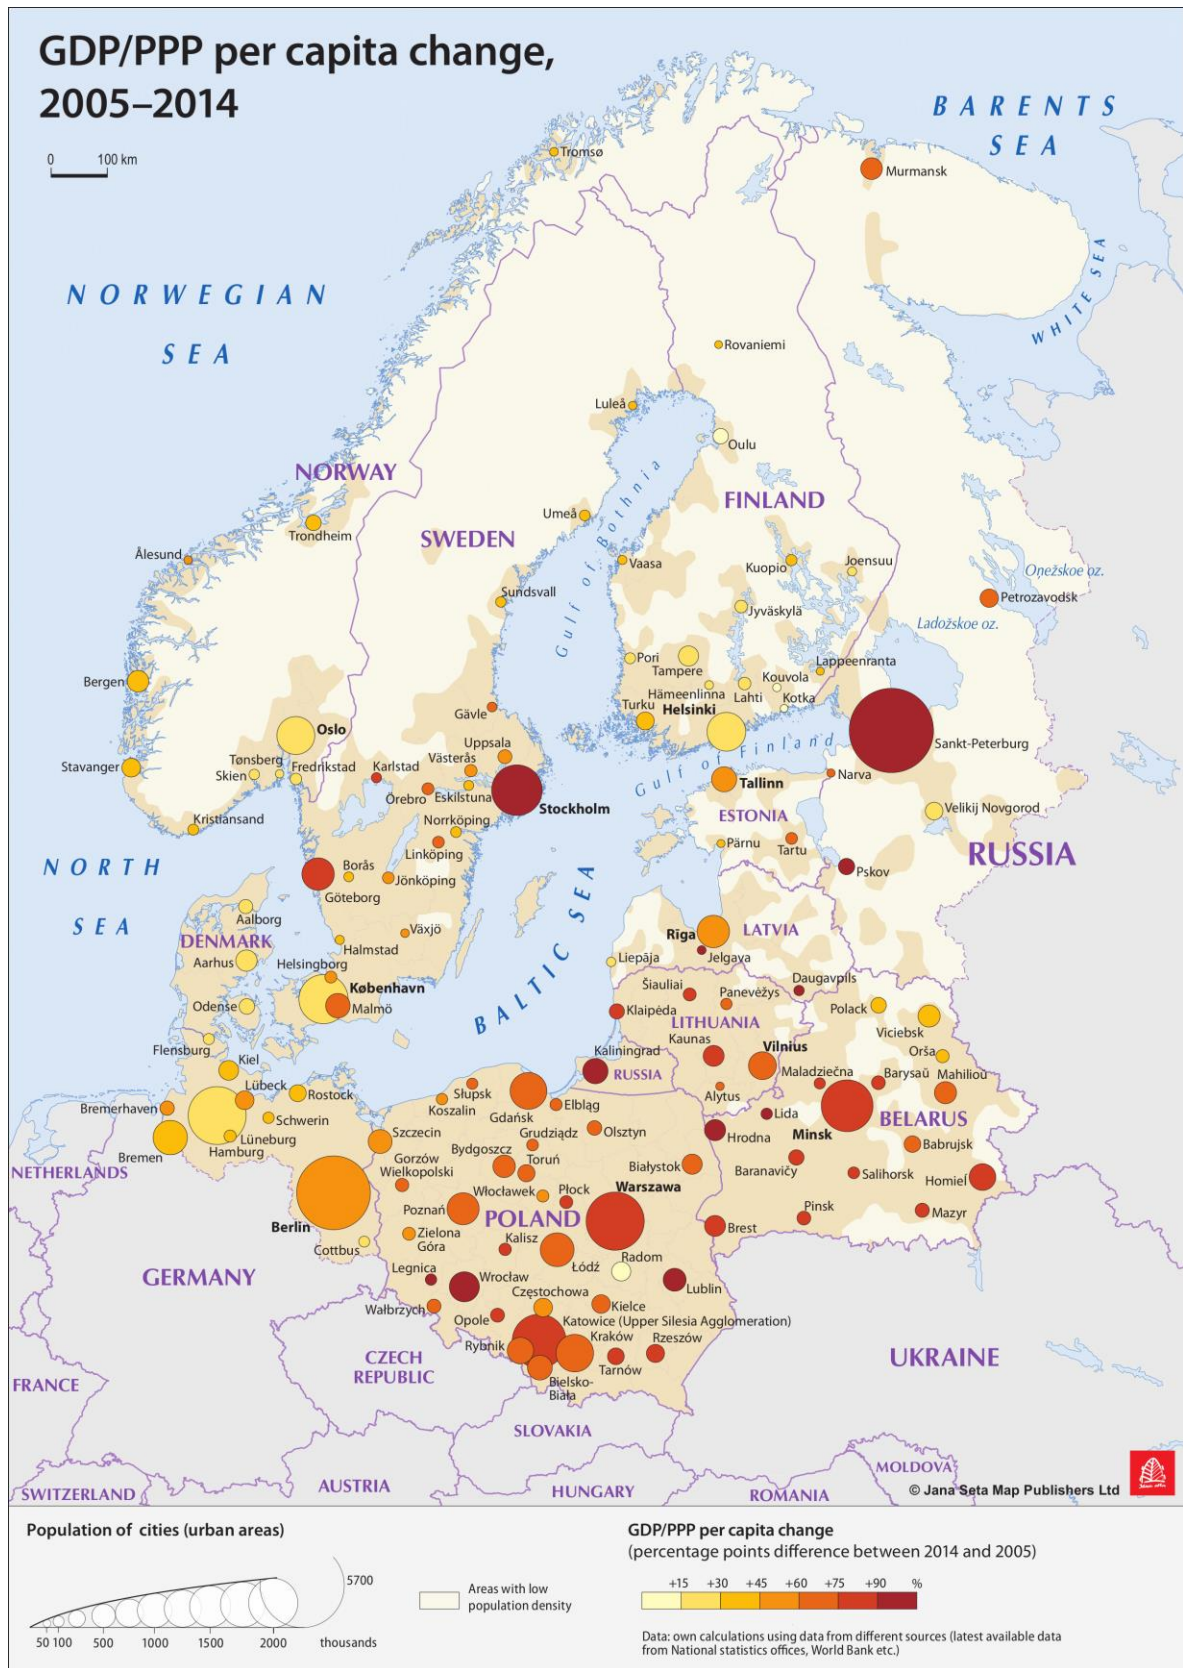 GDP/PPP per capita change,
2005–2014
0 100 km
BARENTS
SEA
Tromsø
Murmansk
WHITE SEA
NORWEGIAN
SEA
Rovaniemi
Luleå
Oulu
NORWAY
FINLAND
Gulf of Bothnia
Umeå
Trondheim
SWEDEN
Ålesund
Vaasa
Kuopio
Joensuu
Onežskoe oz.
Petrozavodsk
Sundsvall
Jyväskylä
Ladožskoe oz.
Pori
Tampere
Lappeenranta
Bergen
Hämeenlinna
Lahti
Kouvola
Kotka
Turku
Helsinki
Gävle
Oslo
Gulf of Finland
Sankt-Peterburg
Uppsala
Västerås
Tønsberg
Stavanger
Skien
Fredrikstad
Karlstad
Örebro
Eskilstuna
Stockholm
Tallinn
Narva
Kristiansand
Norrköping
ESTONIA
Velikij Novgorod
Linköping
Pärnu
Tartu
RUSSIA
NORTH
SEA
Borås
Göteborg
Jönköping
Pskov
Aalborg
DENMARK
Växjö
Rīga
LATVIA
Halmstad
Jelgava
Aarhus
Helsingborg
Liepāja
BALTIC SEA
Daugavpils
København
Šiauliai
Panevėžys
Odense
Malmö
Klaipėda
Polack
LITHUANIA
Viciebsk
Flensburg
Kaunas
Vilnius
Orša
Kiel
Kaliningrad
Maladziečna
Barysaŭ
Mahilioŭ
RUSSIA
Lübeck
Rostock
Słupsk
Alytus
Bremerhaven
Koszalin
Gdańsk
Elbląg
Lida
BELARUS
Schwerin
Lüneburg
Hamburg
Bremen
Szczecin
Grudziądz
Olsztyn
Hrodna
Minsk
Babrujsk
NETHERLANDS
Gorzów
Wielkopolski
Bydgoszcz
Toruń
Białystok
Baranavičy
Salihorsk
Homieĺ
Włocławek
Płock
Warszawa
Poznań
POLAND
Pinsk
Mazyr
Berlin
Zielona
Góra
Kalisz
Brest
Cottbus
Łódź
Radom
GERMANY
Legnica
Wrocław
Lublin
Częstochowa
Wałbrzych
Kielce
Opole
Katowice (Upper Silesia Agglomeration)
Kraków
Rzeszów
Rybnik
Tarnów
CZECH
REPUBLIC
UKRAINE
Bielsko-
Biała
FRANCE
SLOVAKIA
MOLDOVA
SWITZERLAND
AUSTRIA
HUNGARY
ROMANIA
© Jana Seta Map Publishers Ltd
Population of cities (urban areas)
5700
50 100 500 1000 1500 2000 thousands
Areas with low
population density
GDP/PPP per capita change
(percentage points difference between 2014 and 2005)
+15 +30 +45 +60 +75 +90 %
Data: own calculations using data from different sources (latest available data
from National statistics offices, World Bank etc.)